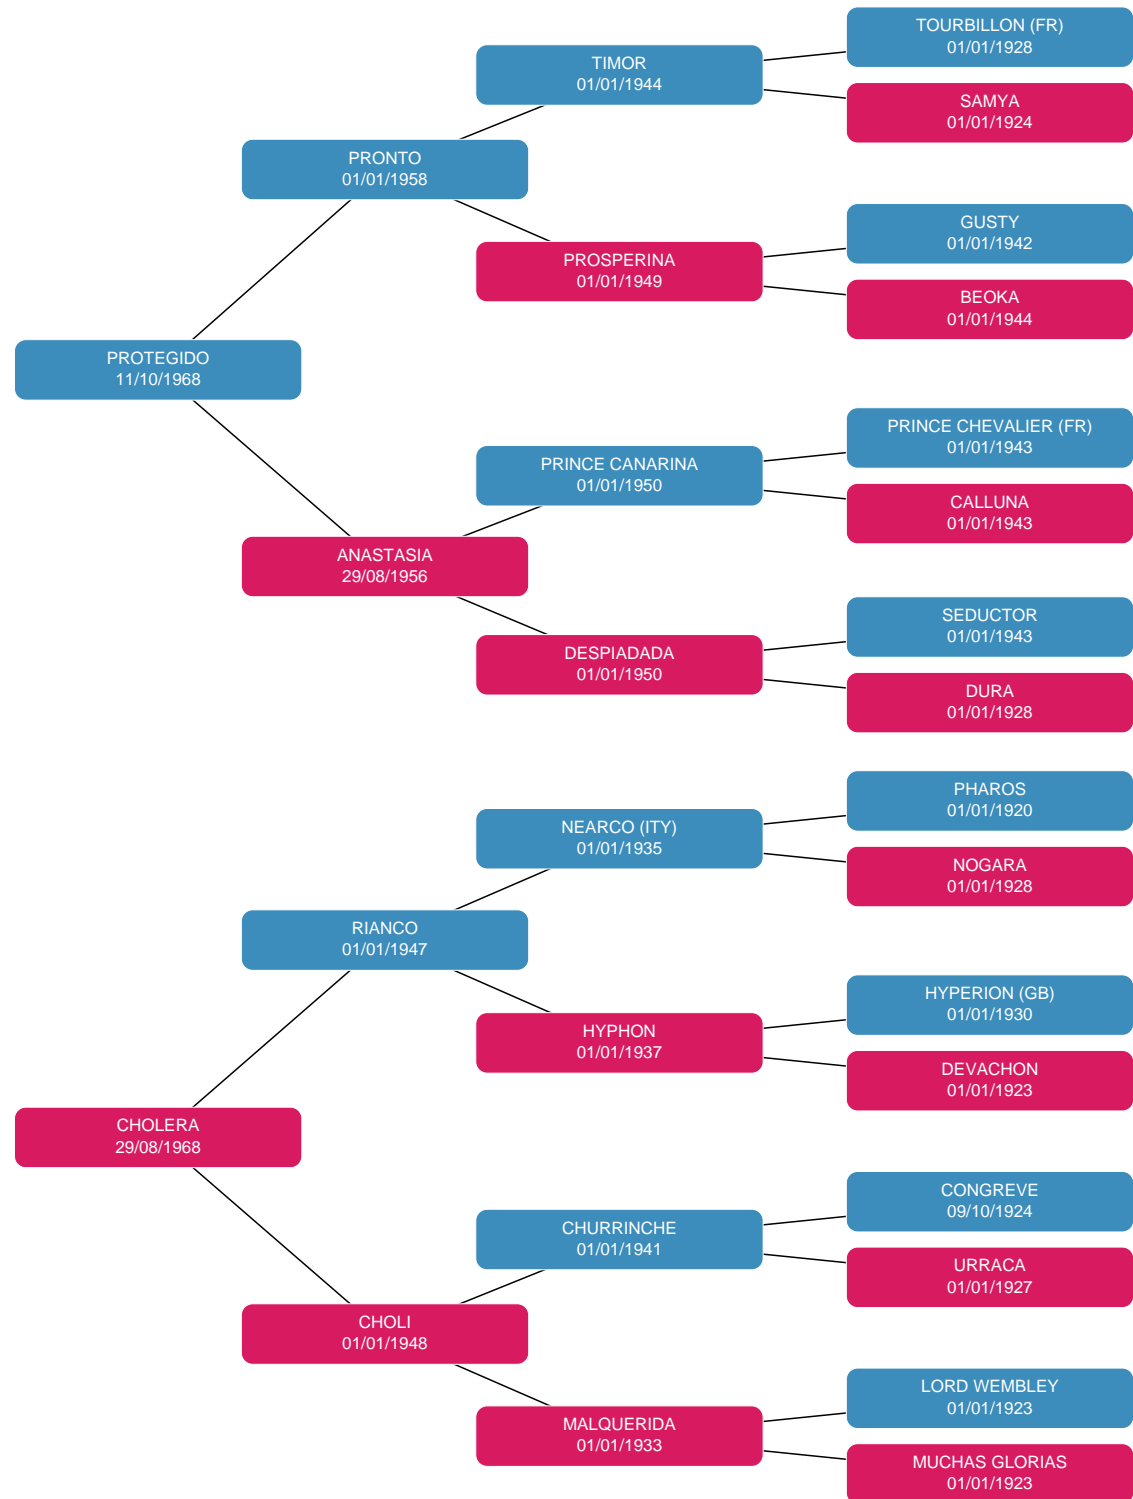 TOURBILLON (FR)
01/01/1928
TIMOR
01/01/1944
SAMYA
01/01/1924
PRONTO
01/01/1958
GUSTY
01/01/1942
PROSPERINA
01/01/1949
BEOKA
01/01/1944
PROTEGIDO
11/10/1968
PRINCE CHEVALIER (FR)
01/01/1943
PRINCE CANARINA
01/01/1950
CALLUNA
01/01/1943
ANASTASIA
29/08/1956
SEDUCTOR
01/01/1943
DESPIADADA
01/01/1950
DURA
01/01/1928
PHAROS
01/01/1920
NEARCO (ITY)
01/01/1935
NOGARA
01/01/1928
RIANCO
01/01/1947
HYPERION (GB)
01/01/1930
HYPHON
01/01/1937
DEVACHON
01/01/1923
CHOLERA
29/08/1968
CONGREVE
09/10/1924
CHURRINCHE
01/01/1941
URRACA
01/01/1927
CHOLI
01/01/1948
LORD WEMBLEY
01/01/1923
MALQUERIDA
01/01/1933
MUCHAS GLORIAS
01/01/1923